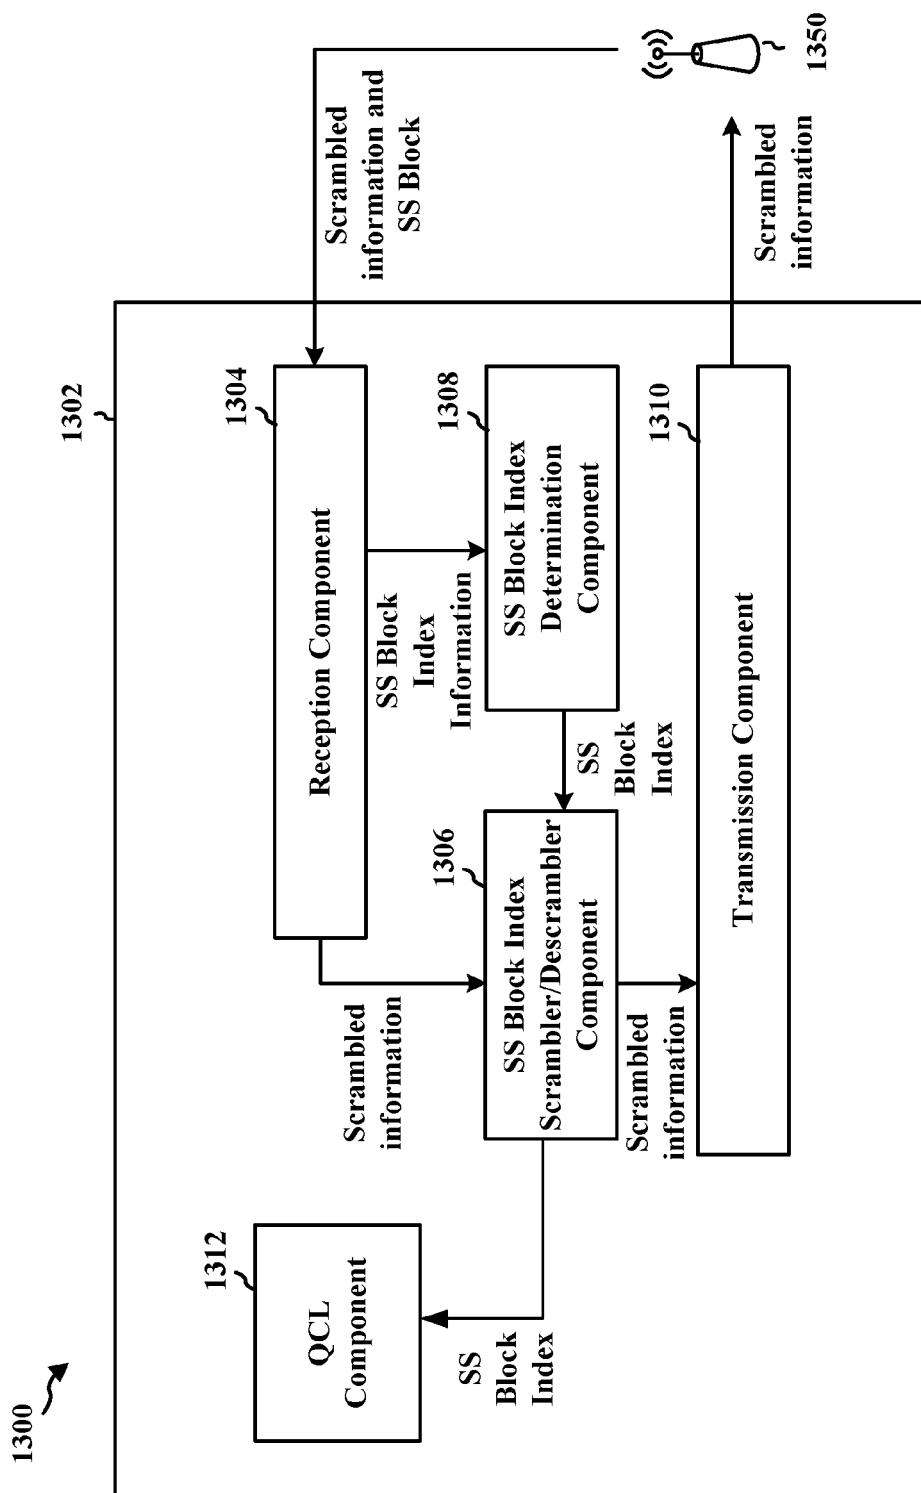 1300
1302
QCL
Component
1312
SS
Block
Index
Reception Component
1304
Scrambled
information
SS Block
Index
Information
SS Block Index
Scrambler/Descrambler
Component
1306
SS
Block
Index
SS Block Index
Determination
Component
1308
Scrambled
information
Transmission Component
1310
Scrambled
information and
SS Block
Scrambled
information
1350